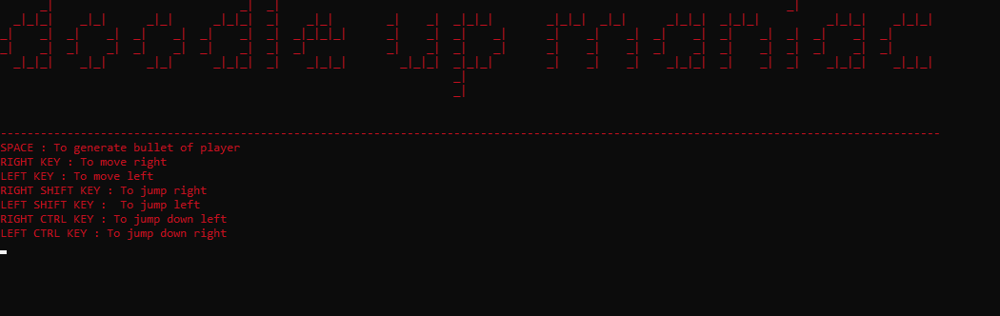 doodle up maniac
SPACE : To generate bullet of player
RIGHT KEY : To move right
LEFT KEY : To move left
RIGHT SHIFT KEY : To jump right
LEFT SHIFT KEY :  To jump left
RIGHT CTRL KEY : To jump down left
LEFT CTRL KEY : To jump down right